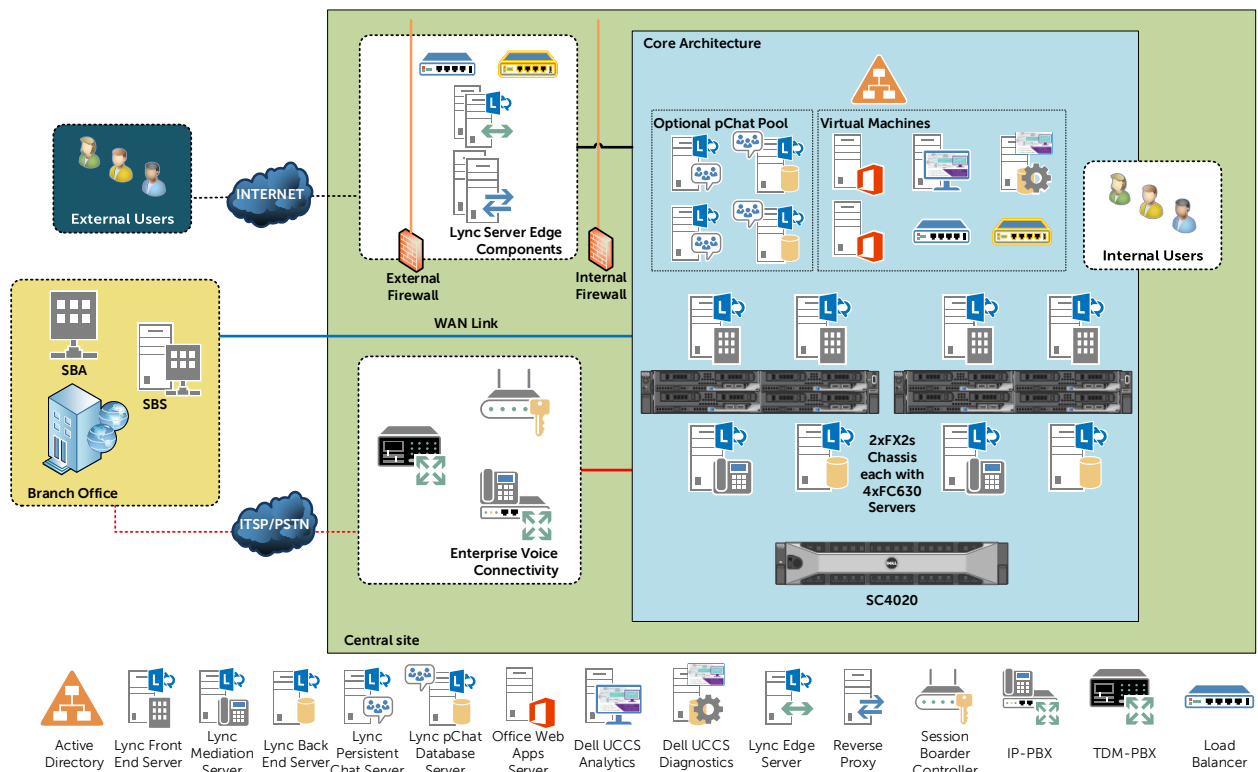 Core Architecture
Optional pChat Pool
Virtual Machines
External Users
INTERNET
Lync Server Edge
Components
External
Firewall
Internal
Firewall
Internal Users
WAN Link
SBA
SBS
Branch Office
ITSP/PSTN
Enterprise Voice
Connectivity
2xFX2s
Chassis
each with
4xFC630
Servers
DELL
SC4020
Central site
Active
Directory
Lync Front
End Server
Lync
Mediation
Server
Lync Back
End Server
Lync
Persistent
Chat Server
Lync pChat
Database
Server
Office Web
Apps
Server
Dell UCCS
Analytics
Dell UCCS
Diagnostics
Lync Edge
Server
Reverse
Proxy
Session
Boarder
Controller
IP-PBX
TDM-PBX
Load
Balancer